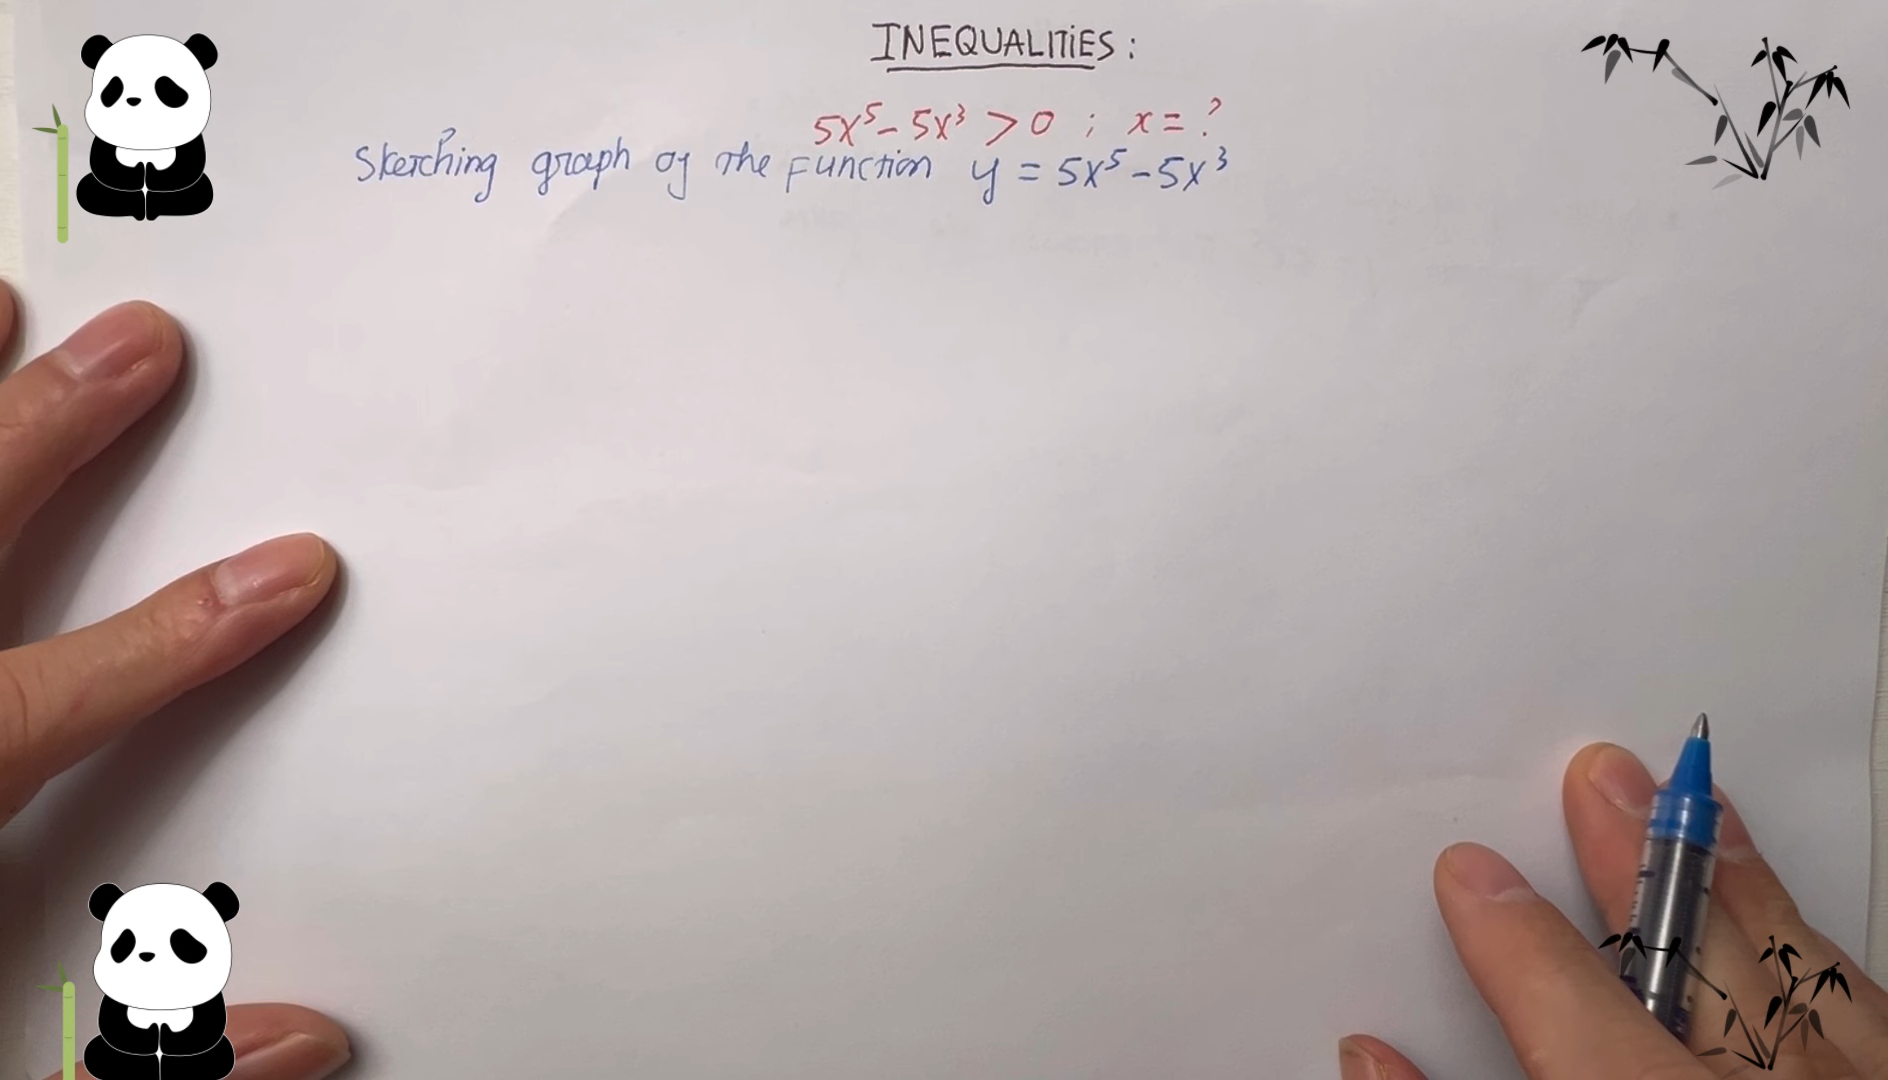 INEQUALITIES:
5x⁵ - 5x³ > 0 ; x = ?
Sketching graph of the function y = 5x⁵ - 5x³